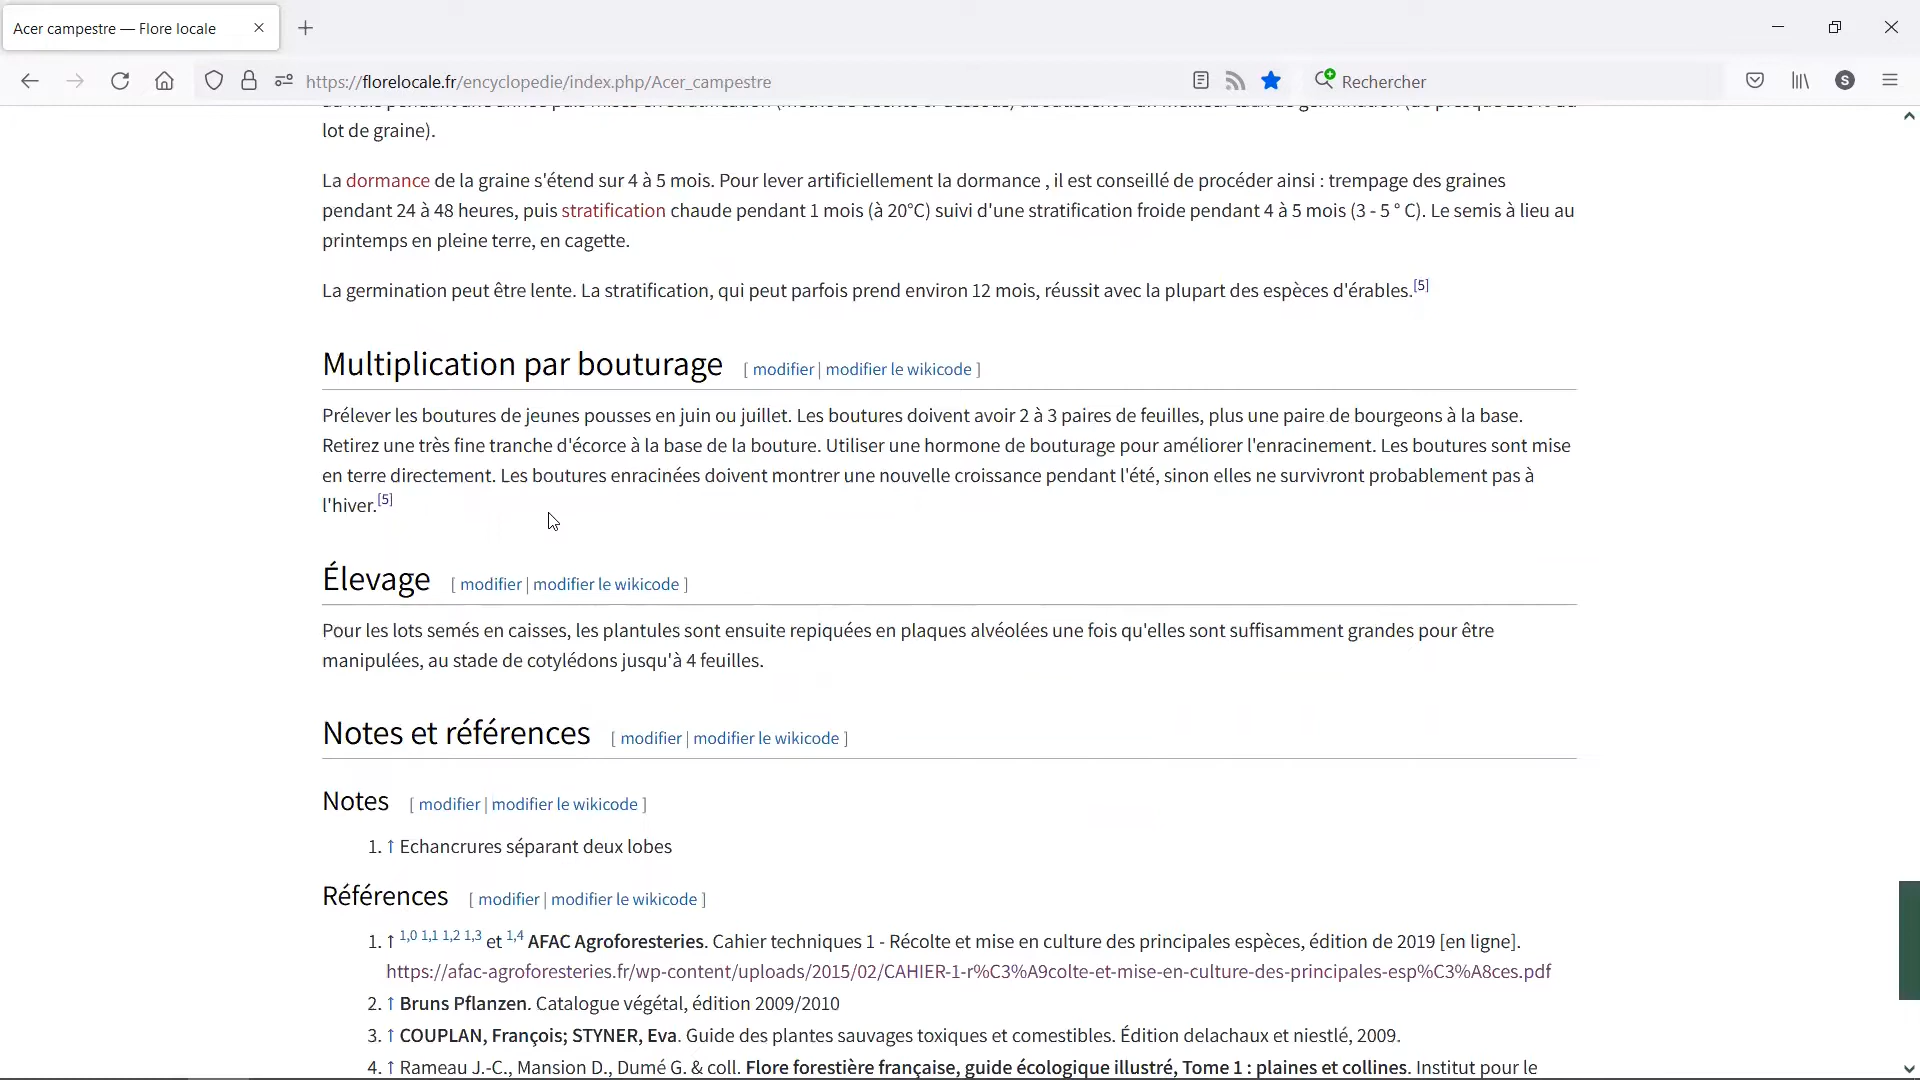 Acer campestre — Flore locale
https://florelocale.fr/encyclopedie/index.php/Acer_campestre
Rechercher
S
lot de graine).
La dormance de la graine s'étend sur 4 à 5 mois. Pour lever artificiellement la dormance , il est conseillé de procéder ainsi : trempage des graines
pendant 24 à 48 heures, puis stratification chaude pendant 1 mois (à 20°C) suivi d'une stratification froide pendant 4 à 5 mois (3 - 5 ° C). Le semis à lieu au
printemps en pleine terre, en cagette.
La germination peut être lente. La stratification, qui peut parfois prend environ 12 mois, réussit avec la plupart des espèces d'érables.[5]
Multiplication par bouturage [ modifier | modifier le wikicode ]
Prélever les boutures de jeunes pousses en juin ou juillet. Les boutures doivent avoir 2 à 3 paires de feuilles, plus une paire de bourgeons à la base.
Retirez une très fine tranche d'écorce à la base de la bouture. Utiliser une hormone de bouturage pour améliorer l'enracinement. Les boutures sont mise
en terre directement. Les boutures enracinées doivent montrer une nouvelle croissance pendant l'été, sinon elles ne survivront probablement pas à
l'hiver.[5]
Élevage [ modifier | modifier le wikicode ]
Pour les lots semés en caisses, les plantules sont ensuite repiquées en plaques alvéolées une fois qu'elles sont suffisamment grandes pour être
manipulées, au stade de cotylédons jusqu'à 4 feuilles.
Notes et références [ modifier | modifier le wikicode ]
Notes [ modifier | modifier le wikicode ]
1. ↑ Echancrures séparant deux lobes
Références [ modifier | modifier le wikicode ]
1. ↑ 1,0 1,1 1,2 1,3 et 1,4 AFAC Agroforesteries. Cahier techniques 1 - Récolte et mise en culture des principales espèces, édition de 2019 [en ligne].
https://afac-agroforesteries.fr/wp-content/uploads/2015/02/CAHIER-1-r%C3%A9colte-et-mise-en-culture-des-principales-esp%C3%A8ces.pdf
2. ↑ Bruns Pflanzen. Catalogue végétal, édition 2009/2010
3. ↑ COUPLAN, François; STYNER, Eva. Guide des plantes sauvages toxiques et comestibles. Édition delachaux et niestlé, 2009.
4. ↑ Rameau J.-C., Mansion D., Dumé G. & coll. Flore forestière française, guide écologique illustré, Tome 1 : plaines et collines. Institut pour le